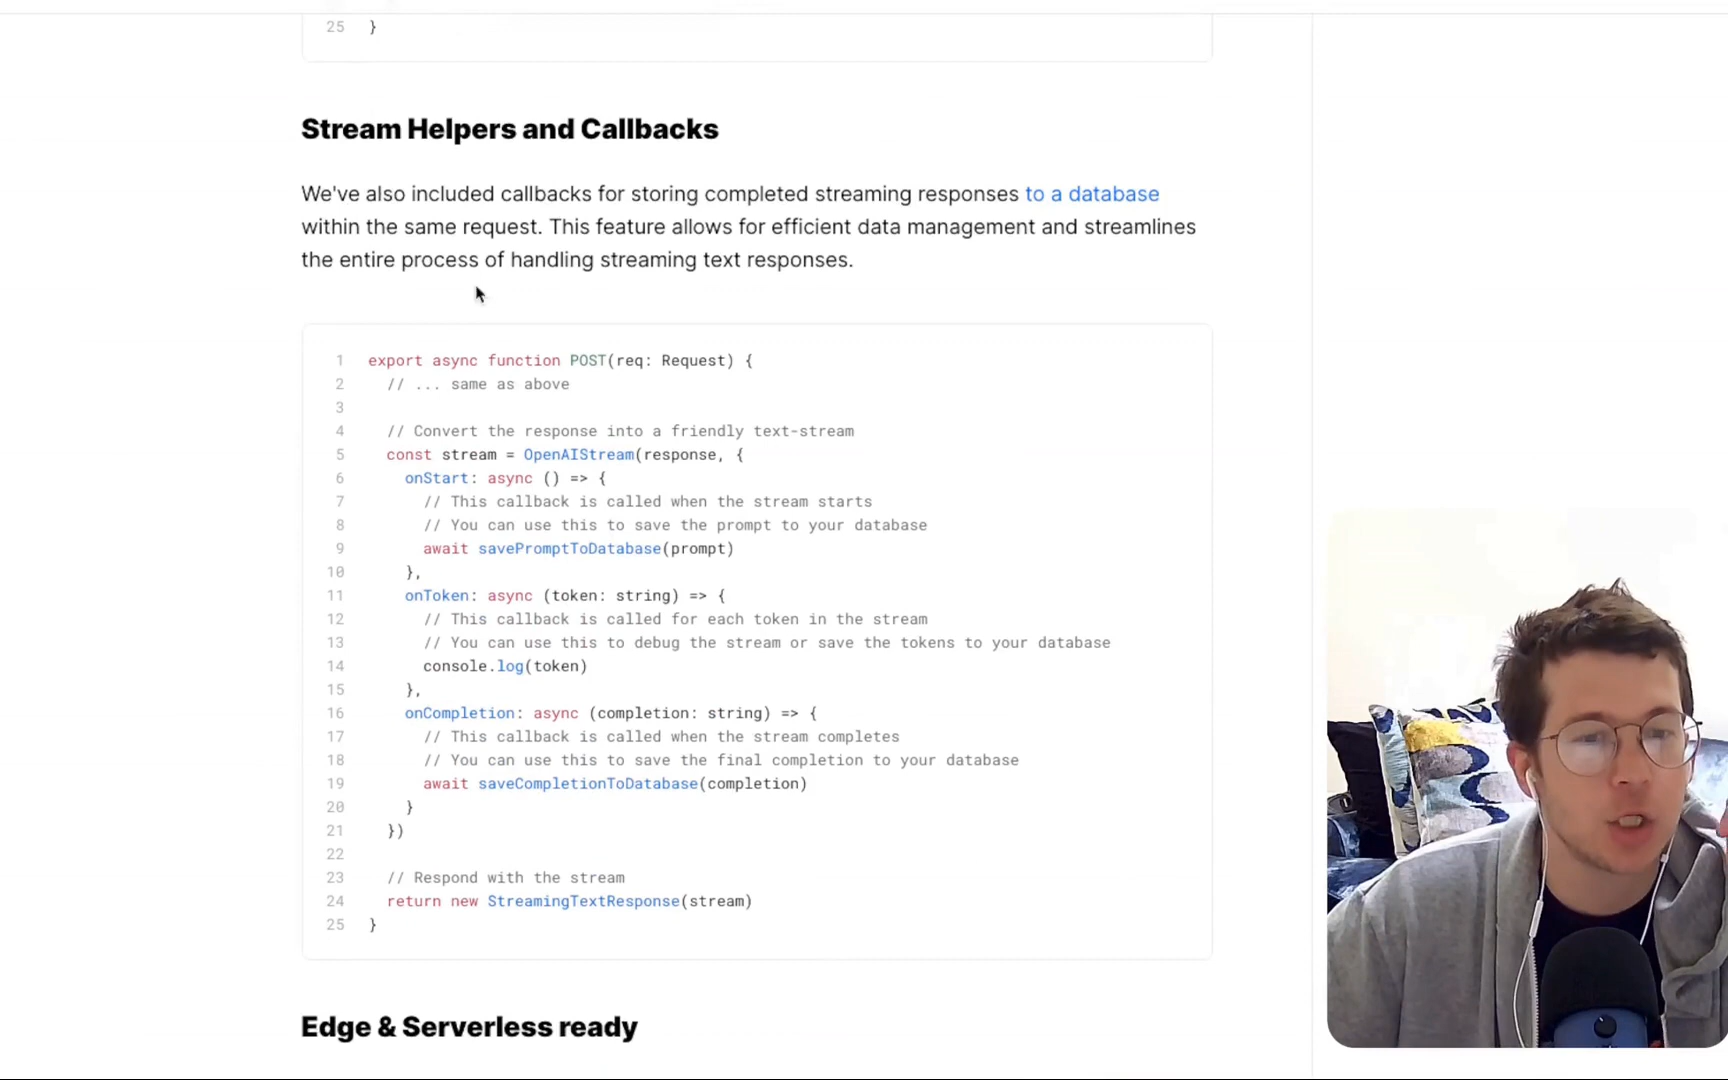 25 }
Stream Helpers and Callbacks
We've also included callbacks for storing completed streaming responses to a database
within the same request. This feature allows for efficient data management and streamlines
the entire process of handling streaming text responses.
1 export async function POST(req: Request) {
2 // ... same as above
3
4 // Convert the response into a friendly text-stream
5 const stream = OpenAIStream(response, {
6 onStart: async () => {
7 // This callback is called when the stream starts
8 // You can use this to save the prompt to your database
9 await savePromptToDatabase(prompt)
10 },
11 onToken: async (token: string) => {
12 // This callback is called for each token in the stream
13 // You can use this to debug the stream or save the tokens to your database
14 console.log(token)
15 },
16 onCompletion: async (completion: string) => {
17 // This callback is called when the stream completes
18 // You can use this to save the final completion to your database
19 await saveCompletionToDatabase(completion)
20 }
21 })
22
23 // Respond with the stream
24 return new StreamingTextResponse(stream)
25 }
Edge & Serverless ready